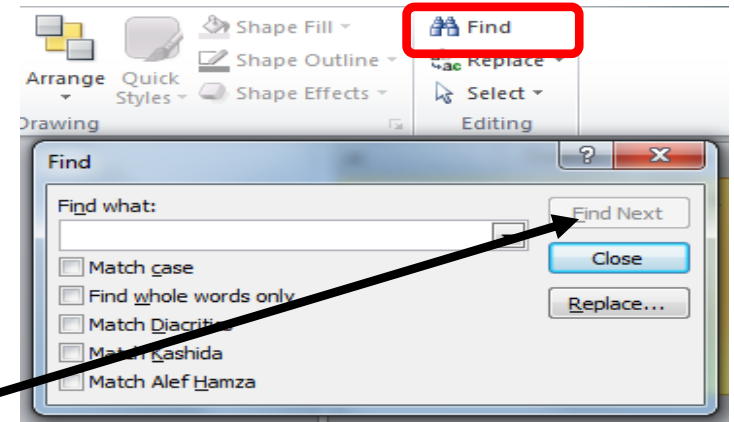 Shape Fill
Find
Shape Outline
Replace
Arrange
Quick Styles
Shape Effects
Select
Drawing
Editing
Find
?
X
Find what:
Find Next
Match case
Close
Find whole words only
Replace...
Match Diacritics
Match Kashida
Match Alef Hamza